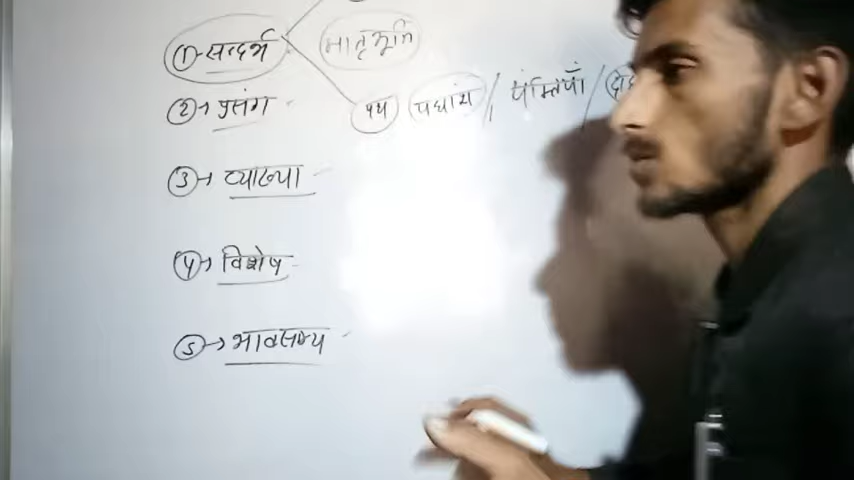 ① - सन्दर्भ मातृभूमि
② → प्रसंग पद्य पद्यांश / पंक्तियाँ /
③ → व्याख्या
④ → विशेष
⑤ → भावसाम्य